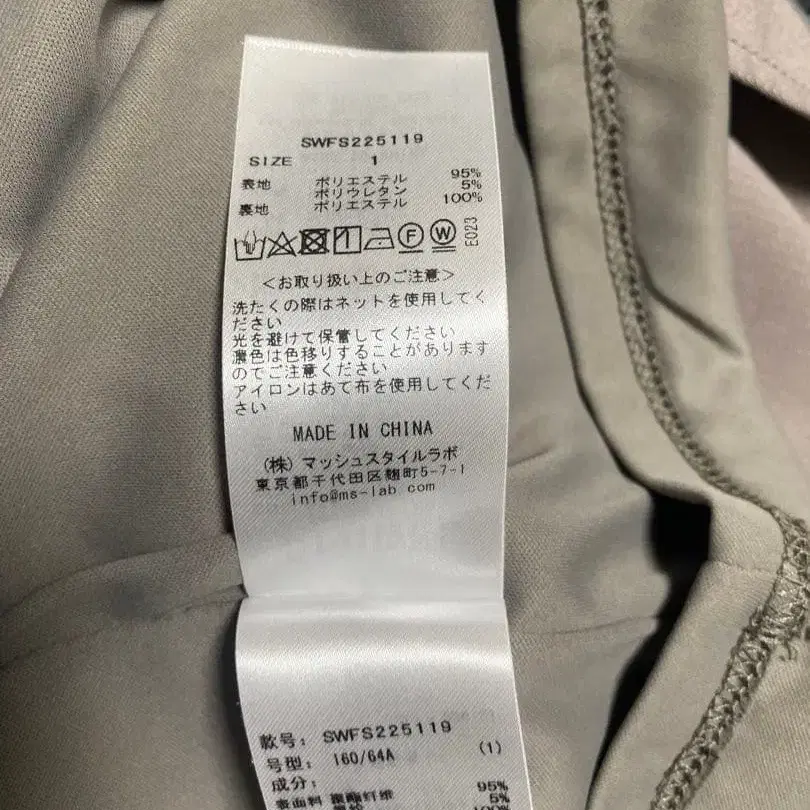 SWFS225119
SIZE 1
表地 ポリエステル 95%
ポリウレタン 5%
裏地 ポリエステル 100%
F W E023
<お取り扱い上のご注意>
洗たくの際はネットを使用してく
ださい
光を避けて保管してください
濃色は色移りすることがあります
のでご注意ください
アイロンはあて布を使用してくだ
さい
MADE IN CHINA
(株) マッシュスタイルラボ
東京都千代田区麹町5-7-1
info@ms-lab.com
款号: SWFS225119
号型: 160/64A (1)
成分:
表面料 聚酯纤维 95%
5%
100%